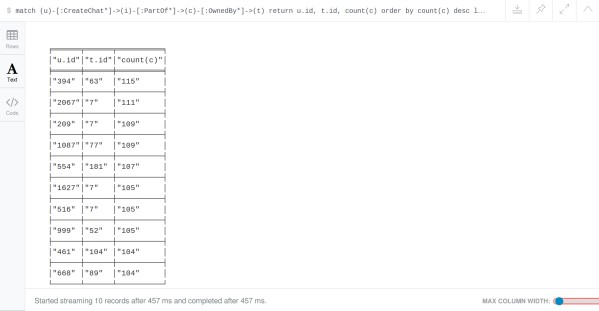 $ match (u)-[:CreateChat*]->(i)-[:PartOf*]->(c)-[:OwnedBy*]->(t) return u.id, t.id, count(c) order by count(c) desc l…
Rows
A
Text
</>
Code
"u.id" "t.id" "count(c)"
"394" "63" "115"
"2067" "7" "111"
"209" "7" "109"
"1087" "77" "109"
"554" "181" "107"
"1627" "7" "105"
"516" "7" "105"
"999" "52" "105"
"461" "104" "104"
"668" "89" "104"
Started streaming 10 records after 457 ms and completed after 457 ms.
MAX COLUMN WIDTH: